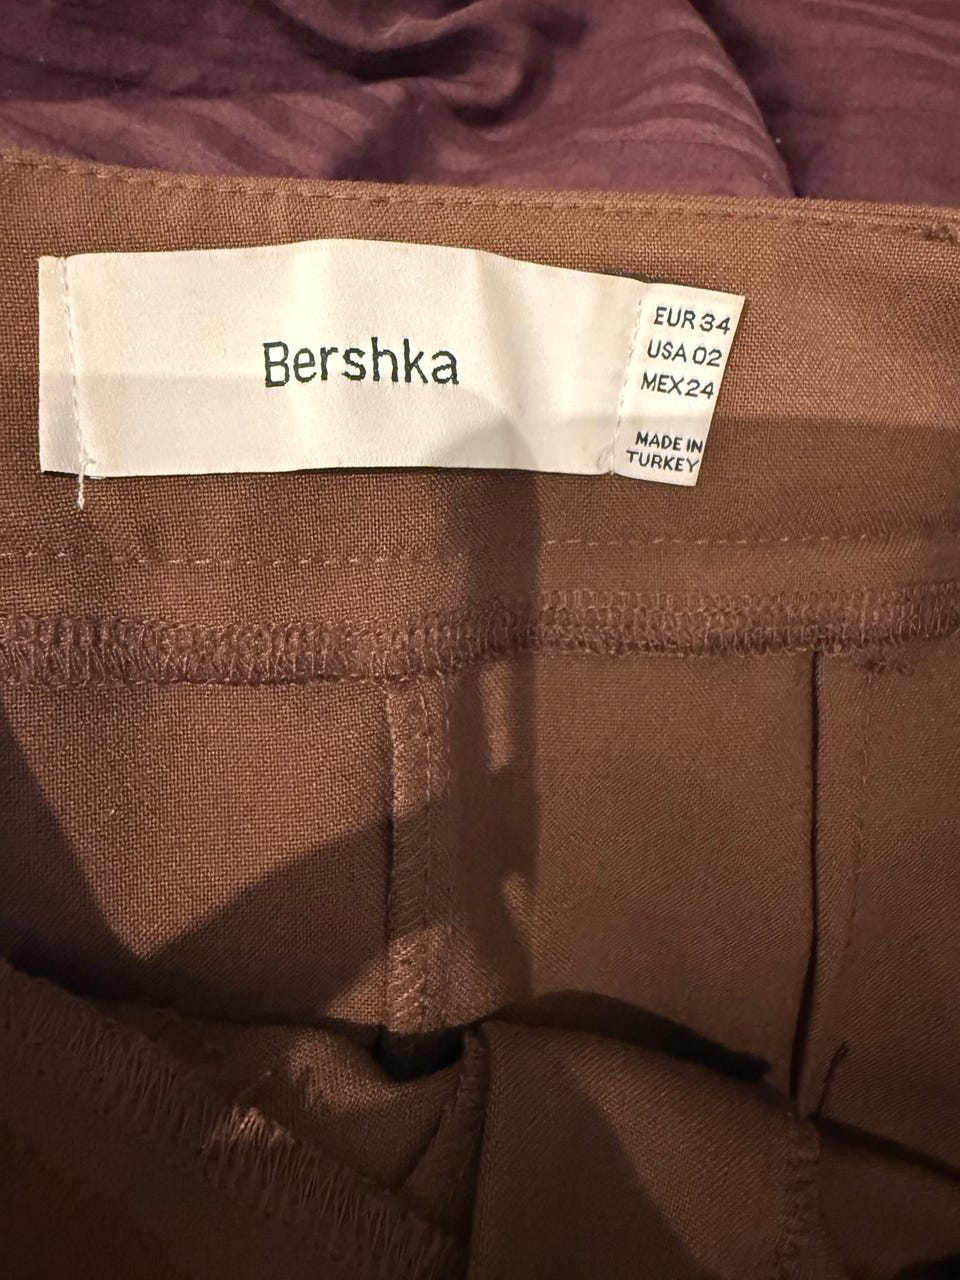 Bershka
EUR 34
USA 02
MEX 24
MADE IN
TURKEY